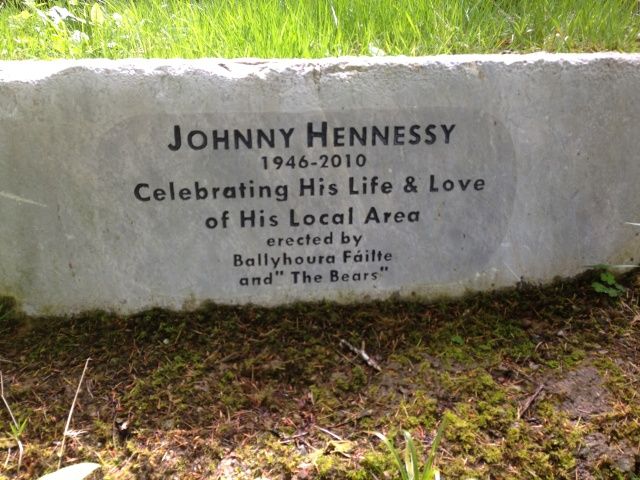 JOHNNY HENNESSY
1946-2010
Celebrating His Life & Love
of His Local Area
erected by
Ballyhoura Fáilte
and" The Bears"